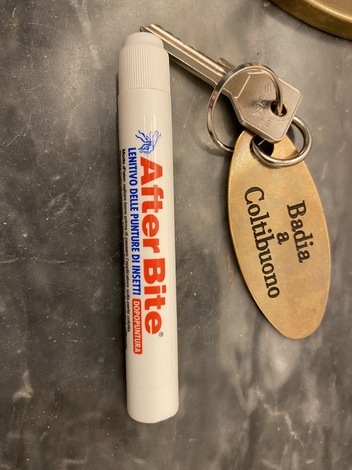 After Bite®
LENITIVO DELLE PUNTURE DI INSETTI
DOPOPUNTURA
Badia
a
Coltibuono